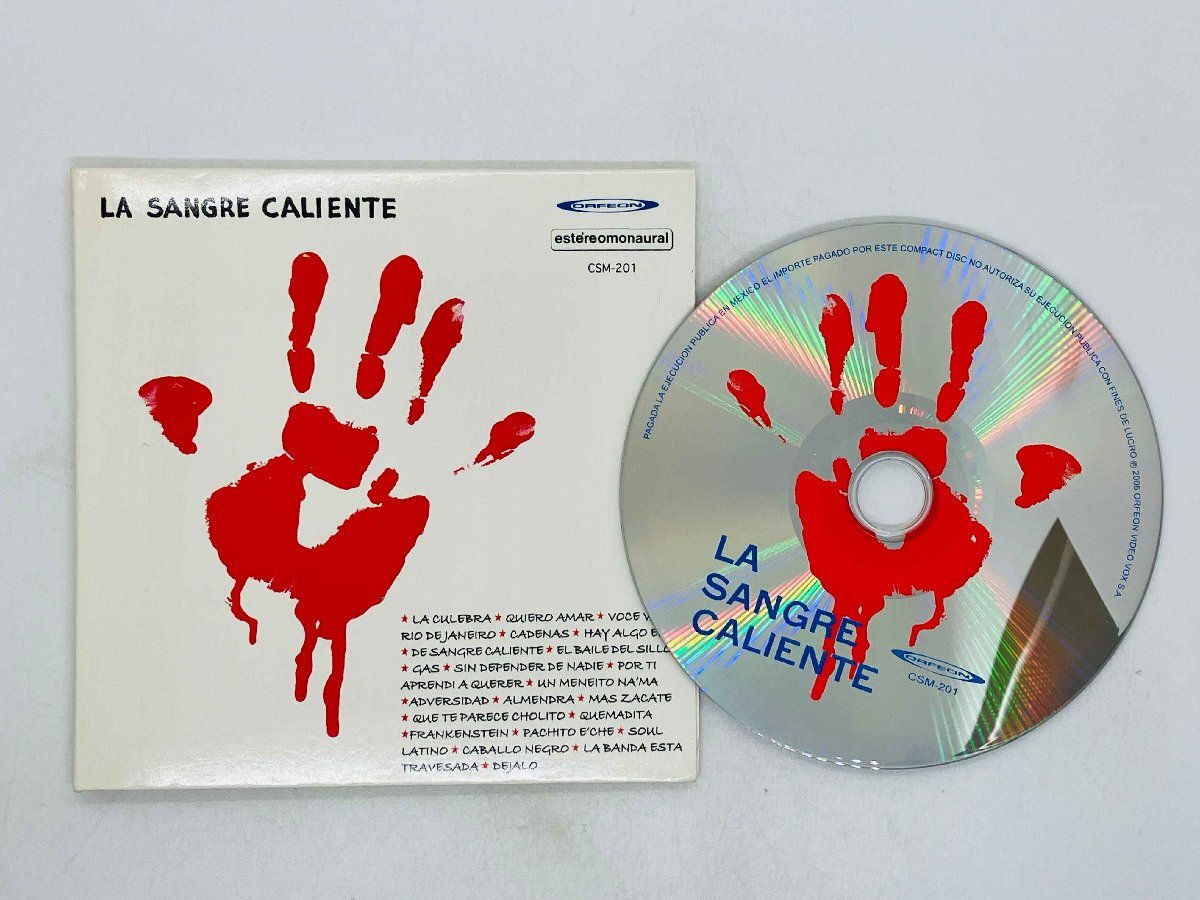 LA SANGRE CALIENTE
ORFEON
estéreomonaural
CSM-201
★ LA CULEBRA ★ QUIERO AMAR ★ VOCE
RIO DE JANEIRO ★ CADENAS ★ HAY ALGO
★ DE SANGRE CALIENTE ★ EL BAILE DEL SILLO
★ GAS ★ SIN DEPENDER DE NADIE ★ POR TI
APRENDI A QUERER ★ UN MENEITO NA'MA
★ADVERSIDAD ★ ALMENDRA ★ MAS ZACATE
★ QUE TE PARECE CHOLITO ★ QUEMADITA
★FRANKENSTEIN ★ PACHITO E'CHE ★ SOUL
LATINO ★ CABALLO NEGRO ★ LA BANDA ESTA
TRAVESADA ★ DEJALO
PAGADA LA EJECUCION PUBLICA EN MEXICO EL IMPORTE PAGADO POR ESTE COMPACT DISC NO AUTORIZA SU EJECUCION PUBLICA CON FINES DE LUCRO ℗ 2006 ORFEON VIDEO VOX S.A
LA
SANGRE
CALIENTE
ORFEON
CSM-201